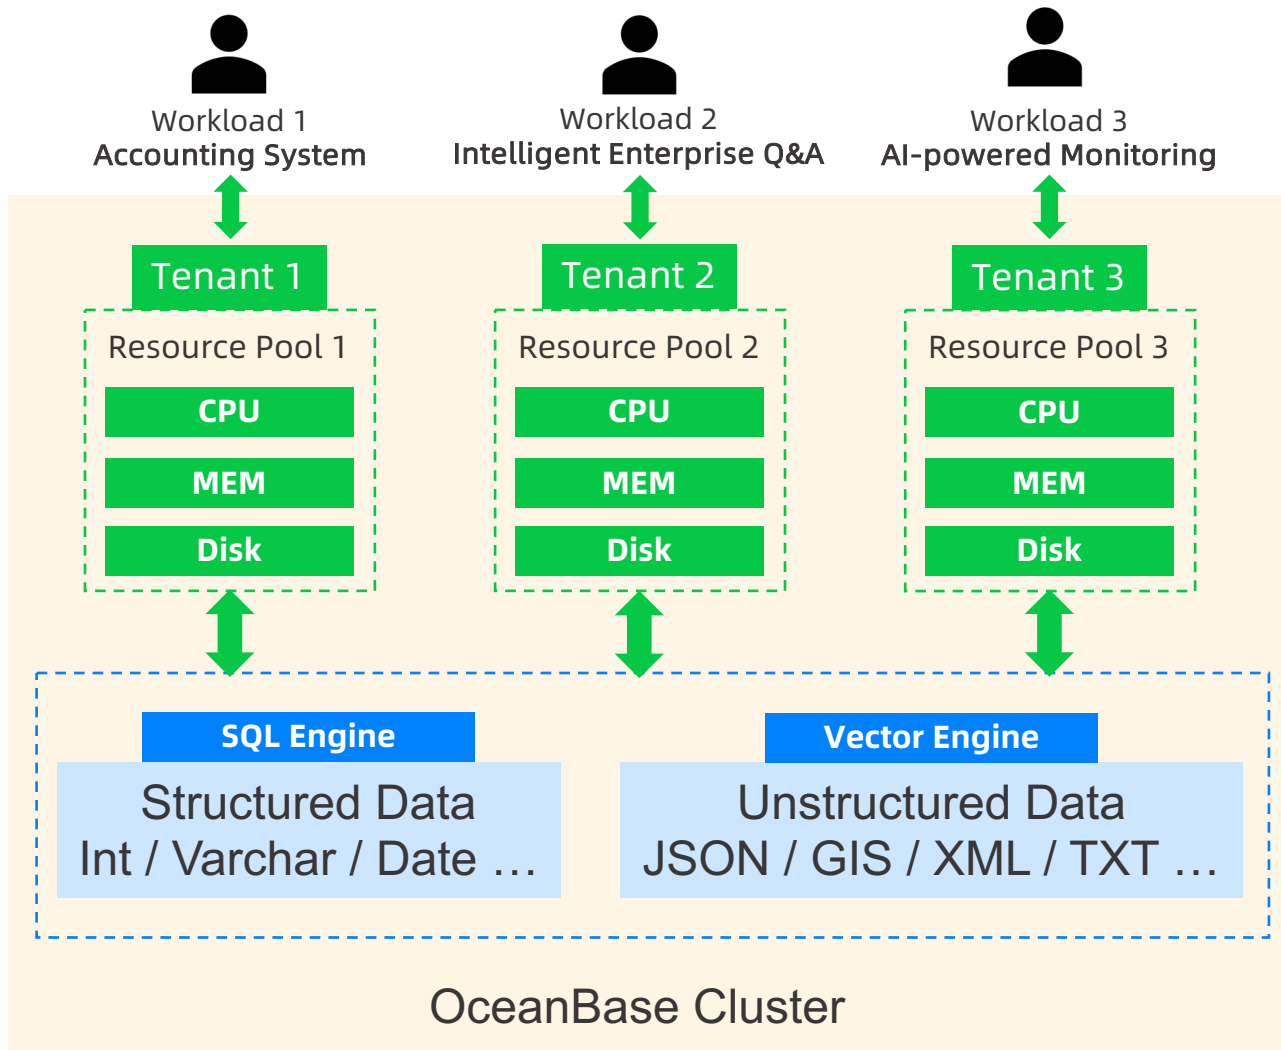 Workload 1
Accounting System
Workload 2
Intelligent Enterprise Q&A
Workload 3
AI-powered Monitoring
Tenant 1
Tenant 2
Tenant 3
Resource Pool 1
CPU
MEM
Disk
Resource Pool 2
CPU
MEM
Disk
Resource Pool 3
CPU
MEM
Disk
SQL Engine
Structured Data
Int / Varchar / Date …
Vector Engine
Unstructured Data
JSON / GIS / XML / TXT …
OceanBase Cluster